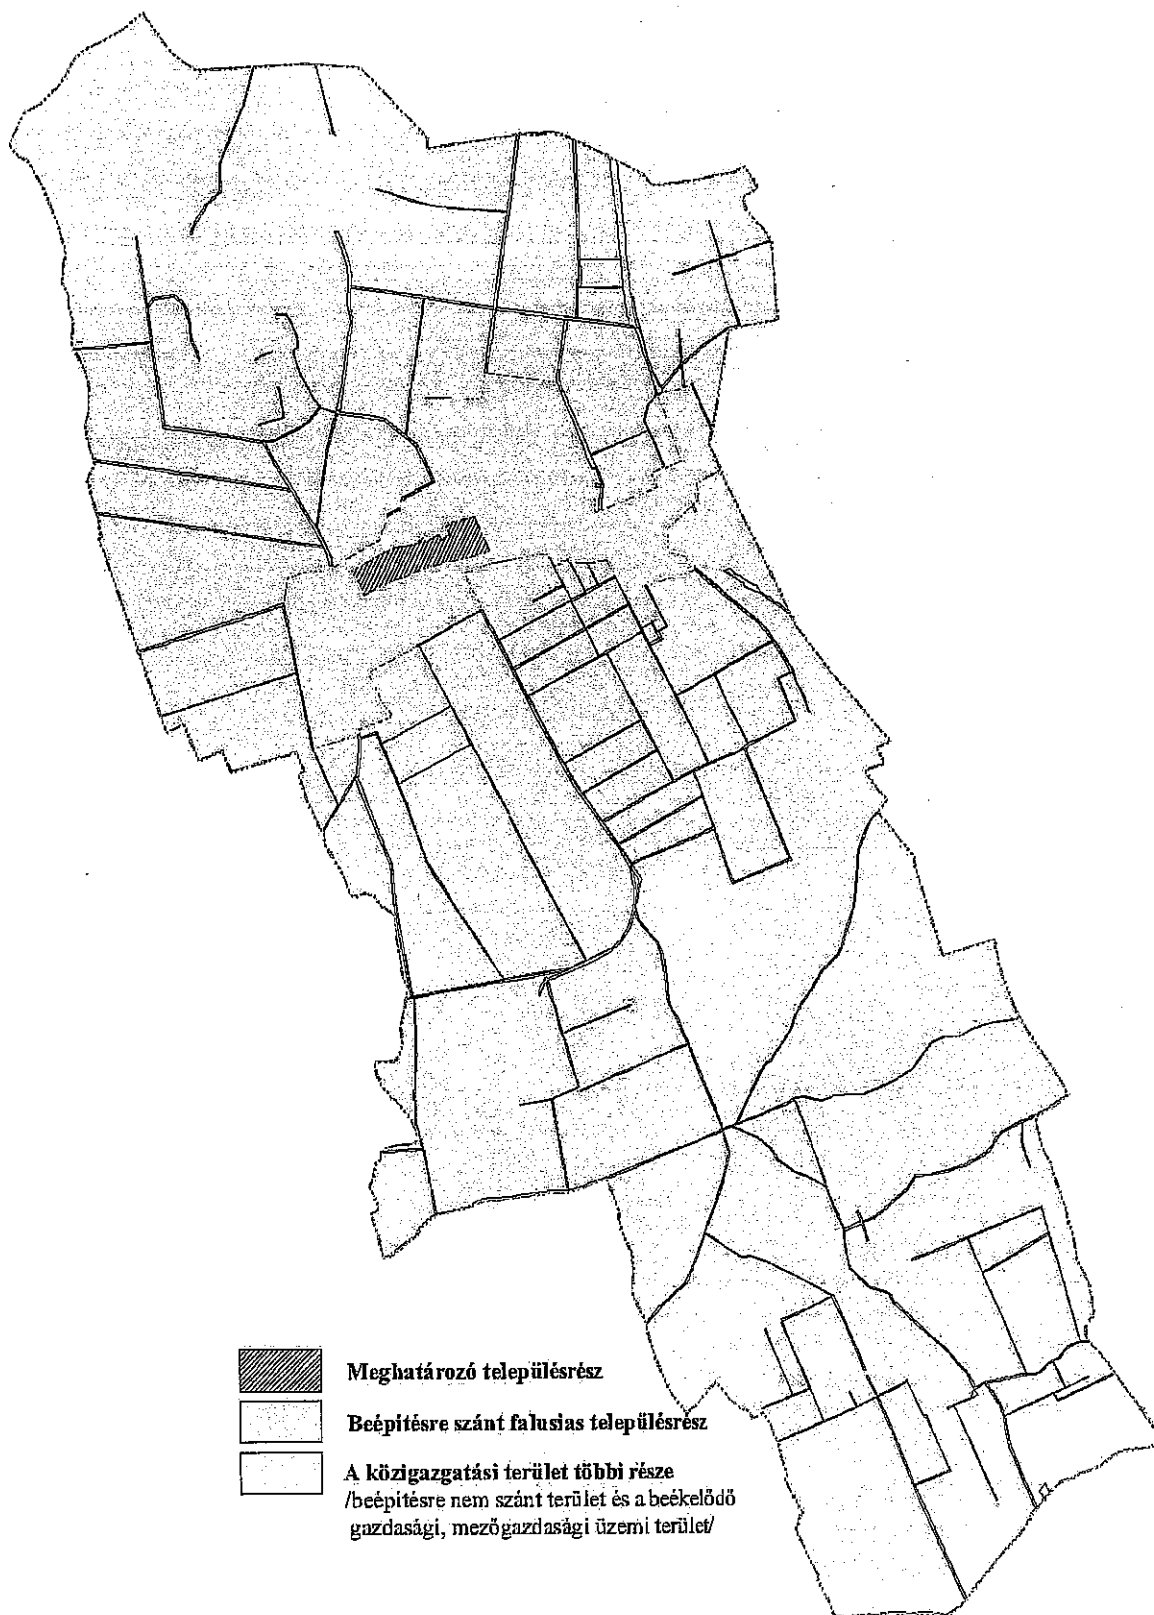 Meghatározó településrész
Beépítésre szánt falusias településrész
A közigazgatási terület többi része
/beépítésre nem szánt terület és a beékelődő
gazdasági, mezőgazdasági üzemi terület/